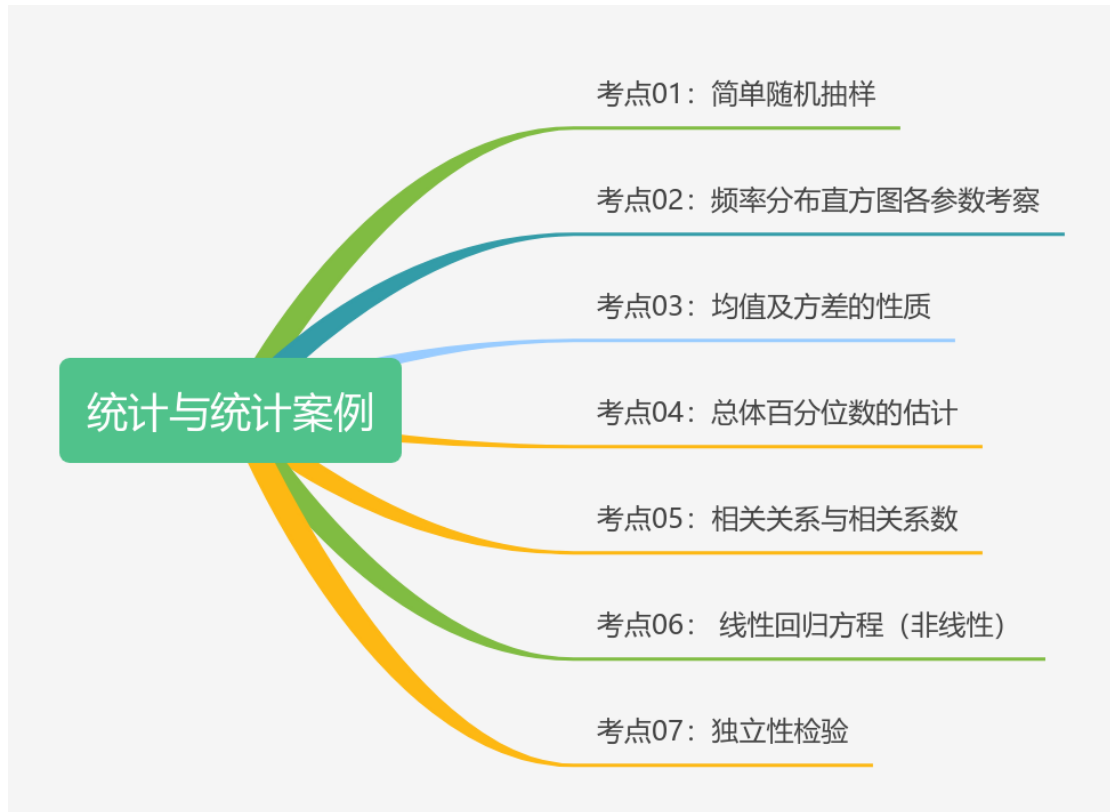 考点01：简单随机抽样
考点02：频率分布直方图各参数考察
考点03：均值及方差的性质
统计与统计案例
考点04：总体百分位数的估计
考点05：相关关系与相关系数
考点06： 线性回归方程（非线性）
考点07：独立性检验